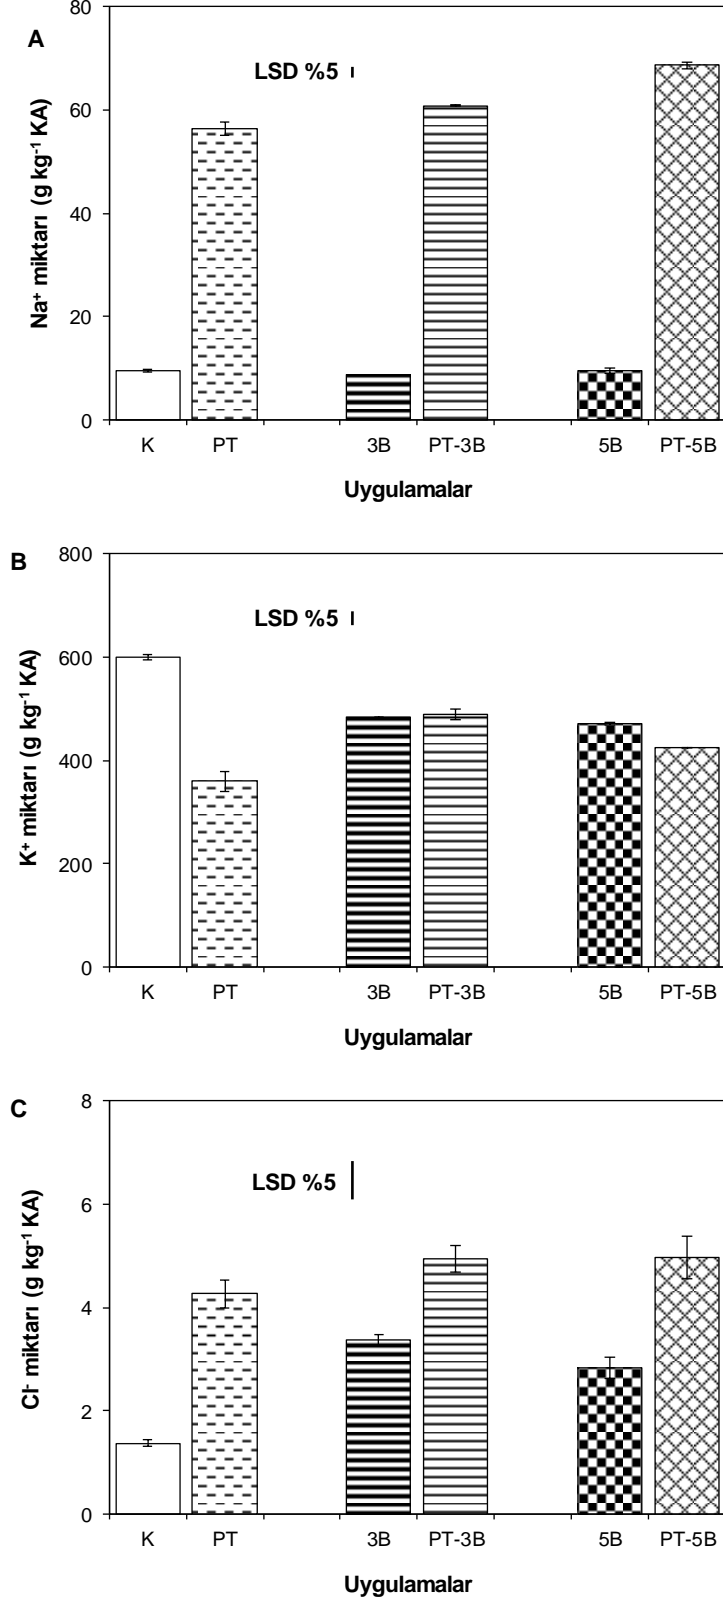 A
LSD %5
Na⁺ miktarı (g kg⁻¹ KA)
80
60
40
20
0
K PT 3B PT-3B 5B PT-5B
Uygulamalar
B
LSD %5
K⁺ miktarı (g kg⁻¹ KA)
800
600
400
200
0
K PT 3B PT-3B 5B PT-5B
Uygulamalar
C
LSD %5
Cl⁻ miktarı (g kg⁻¹ KA)
8
6
4
2
0
K PT 3B PT-3B 5B PT-5B
Uygulamalar